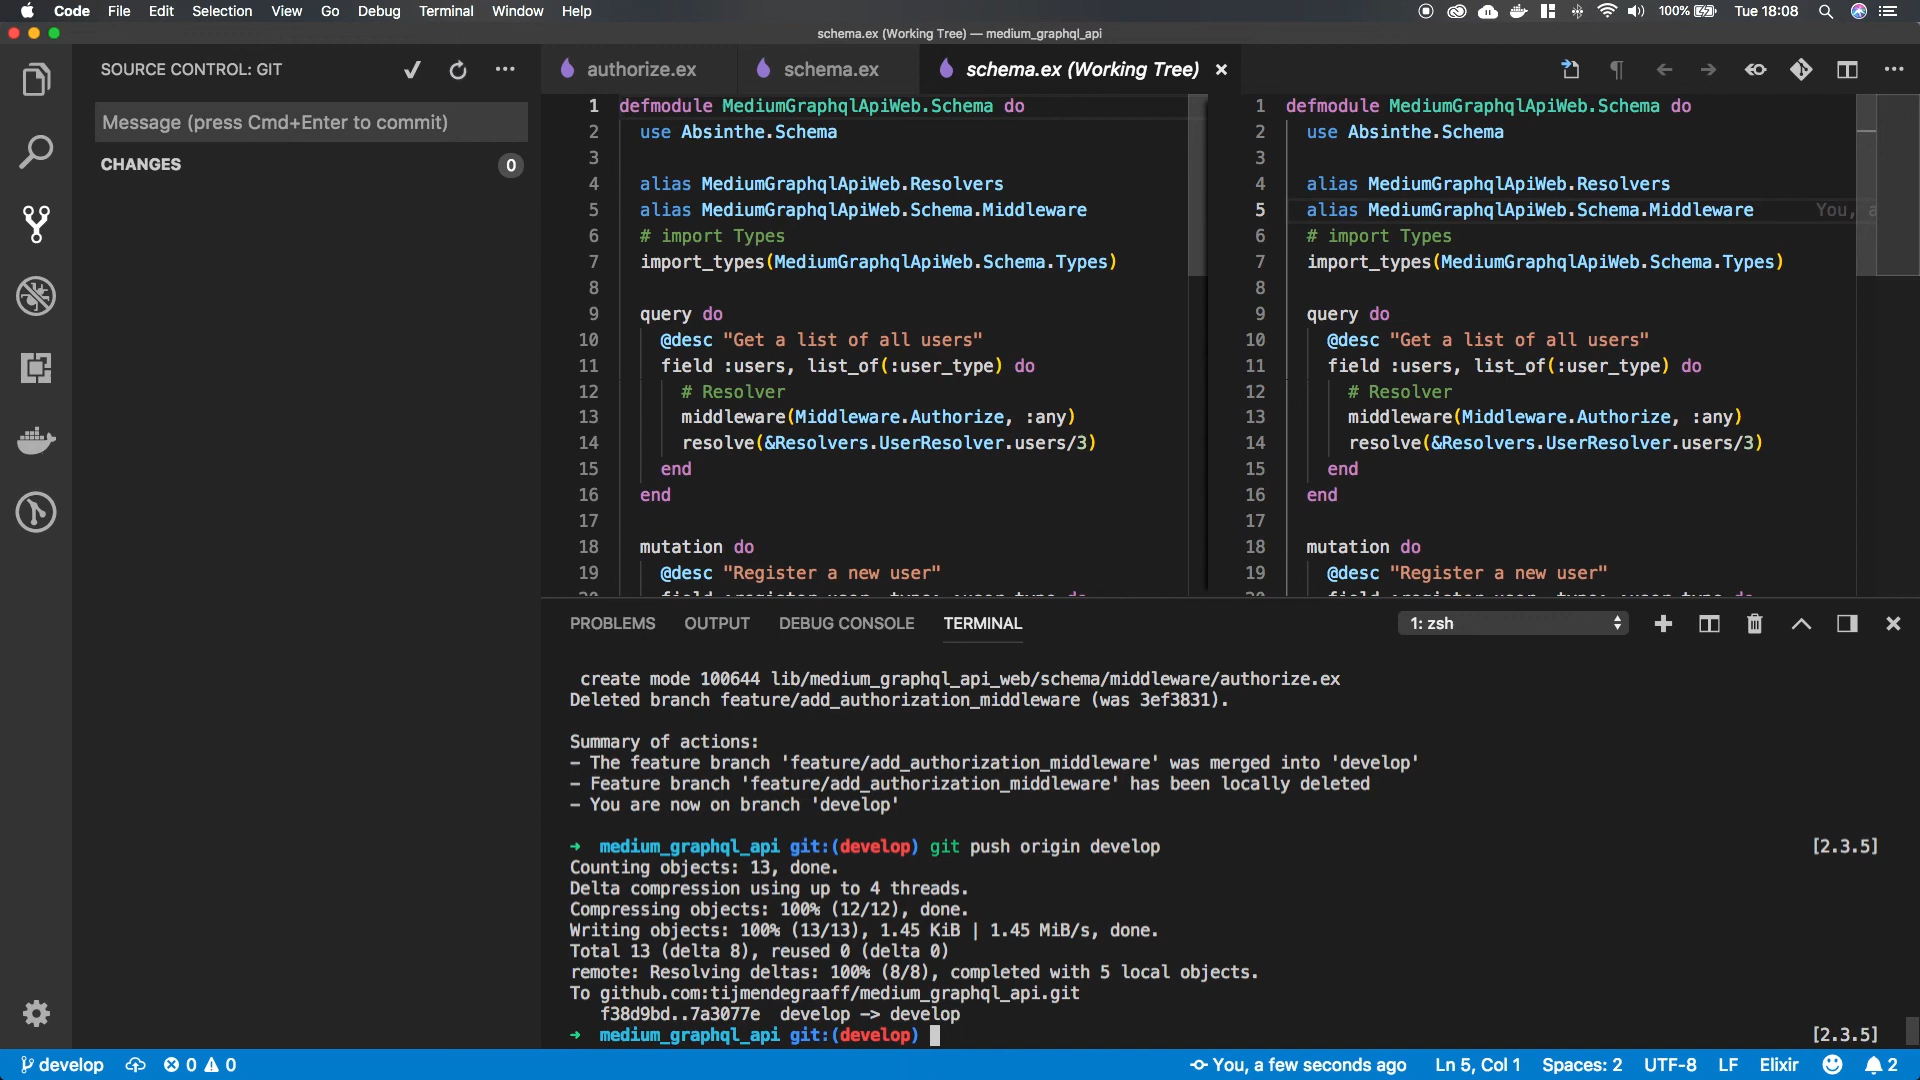 Code File Edit Selection View Go Debug Terminal Window Help
100% Tue 18:08
schema.ex (Working Tree) — medium_graphql_api
SOURCE CONTROL: GIT
authorize.ex
schema.ex
schema.ex (Working Tree)
Message (press Cmd+Enter to commit)
CHANGES
0
1 defmodule MediumGraphqlApiWeb.Schema do
2 use Absinthe.Schema
3
4 alias MediumGraphqlApiWeb.Resolvers
5 alias MediumGraphqlApiWeb.Schema.Middleware
6 # import Types
7 import_types(MediumGraphqlApiWeb.Schema.Types)
8
9 query do
10 @desc "Get a list of all users"
11 field :users, list_of(:user_type) do
12 # Resolver
13 middleware(Middleware.Authorize, :any)
14 resolve(&Resolvers.UserResolver.users/3)
15 end
16 end
17
18 mutation do
19 @desc "Register a new user"
1 defmodule MediumGraphqlApiWeb.Schema do
2 use Absinthe.Schema
3
4 alias MediumGraphqlApiWeb.Resolvers
5 alias MediumGraphqlApiWeb.Schema.Middleware You,
6 # import Types
7 import_types(MediumGraphqlApiWeb.Schema.Types)
8
9 query do
10 @desc "Get a list of all users"
11 field :users, list_of(:user_type) do
12 # Resolver
13 middleware(Middleware.Authorize, :any)
14 resolve(&Resolvers.UserResolver.users/3)
15 end
16 end
17
18 mutation do
19 @desc "Register a new user"
PROBLEMS OUTPUT DEBUG CONSOLE TERMINAL
1: zsh
create mode 100644 lib/medium_graphql_api_web/schema/middleware/authorize.ex
Deleted branch feature/add_authorization_middleware (was 3ef3831).
Summary of actions:
- The feature branch 'feature/add_authorization_middleware' was merged into 'develop'
- Feature branch 'feature/add_authorization_middleware' has been locally deleted
- You are now on branch 'develop'
➜ medium_graphql_api git:(develop) git push origin develop [2.3.5]
Counting objects: 13, done.
Delta compression using up to 4 threads.
Compressing objects: 100% (12/12), done.
Writing objects: 100% (13/13), 1.45 KiB | 1.45 MiB/s, done.
Total 13 (delta 8), reused 0 (delta 0)
remote: Resolving deltas: 100% (8/8), completed with 5 local objects.
To github.com:tijmendegraaff/medium_graphql_api.git
f38d9bd..7a3077e develop -> develop
➜ medium_graphql_api git:(develop) [2.3.5]
develop 0 0 You, a few seconds ago Ln 5, Col 1 Spaces: 2 UTF-8 LF Elixir 2